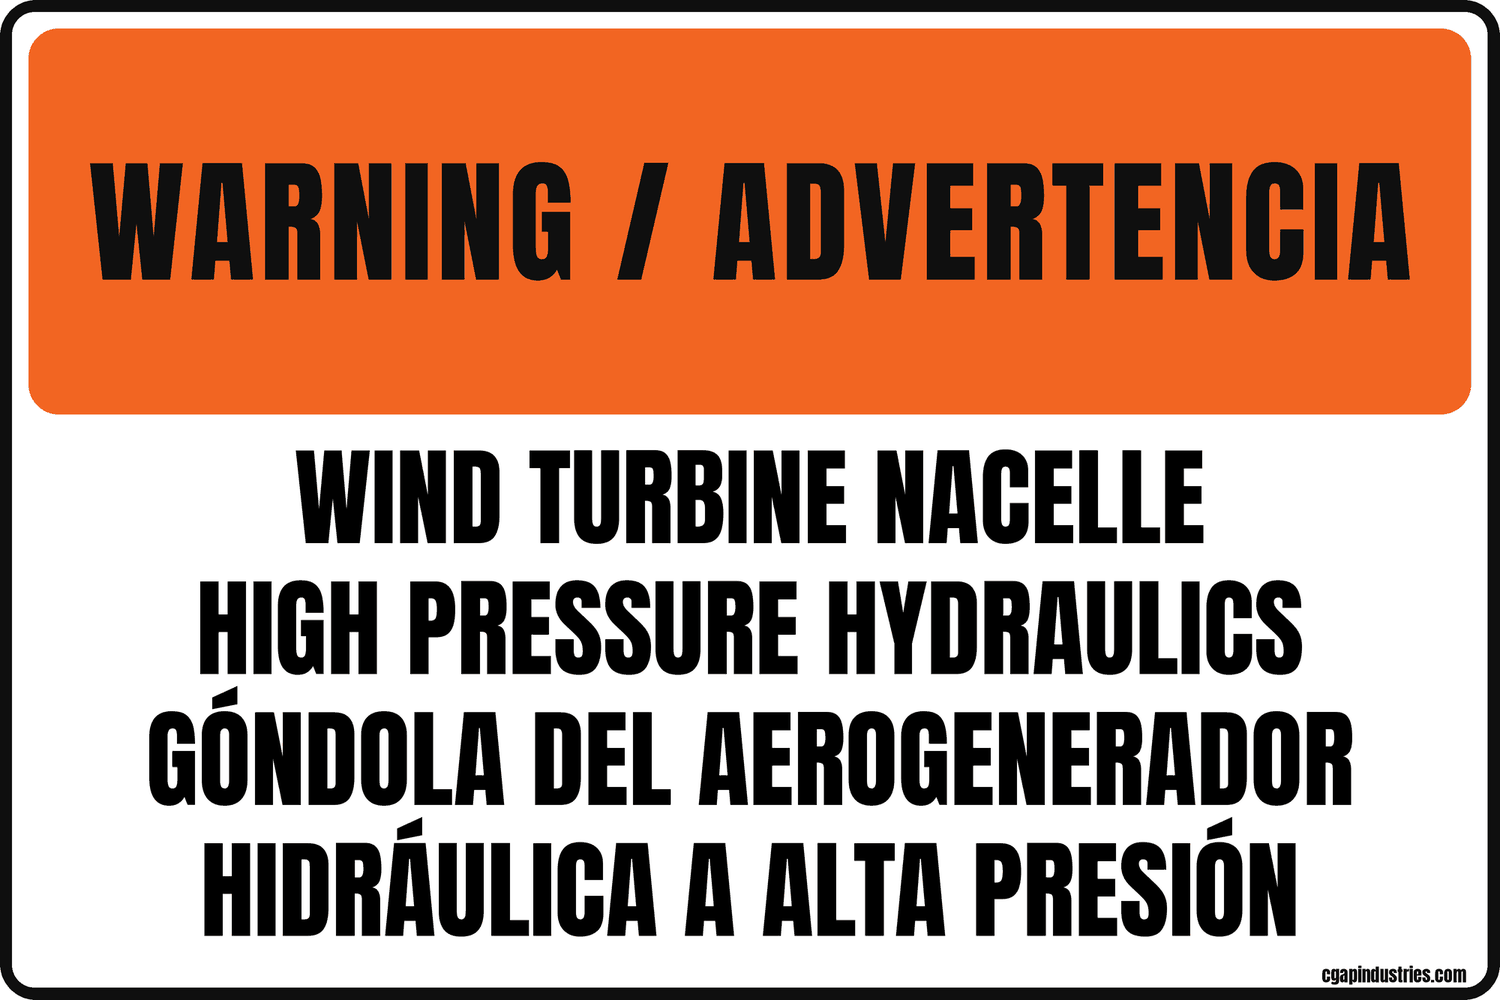 WARNING / ADVERTENCIA
WIND TURBINE NACELLE
HIGH PRESSURE HYDRAULICS
GÓNDOLA DEL AEROGENERADOR
HIDRÁULICA A ALTA PRESIÓN
cgapindustries.com